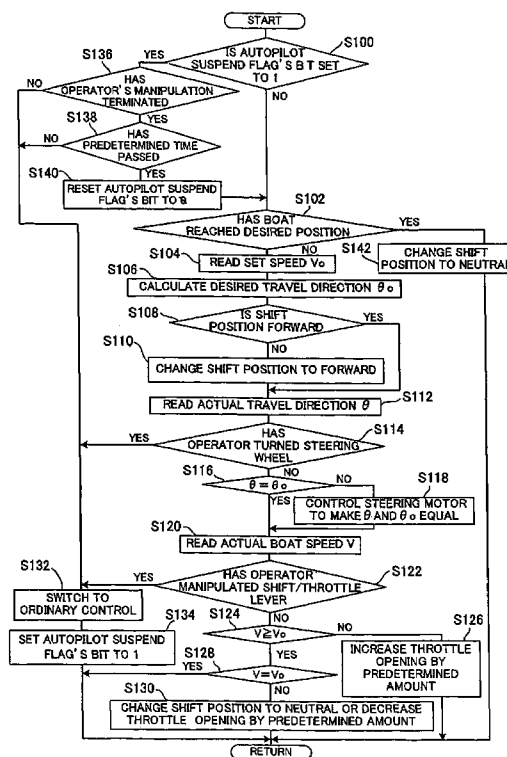 START
S100
IS AUTOPILOT
SUSPEND FLAG'S BIT SET
TO 1
YES
NO
S136
HAS
OPERATOR'S MANIPULATION
TERMINATED
NO
YES
S138
HAS
PREDETERMINED TIME
PASSED
NO
YES
S140
RESET AUTOPILOT SUSPEND
FLAG'S BIT TO 0
S102
HAS BOAT
REACHED DESIRED POSITION
YES
NO
S142
CHANGE SHIFT
POSITION TO NEUTRAL
S104
READ SET SPEED Vo
S106
CALCULATE DESIRED TRAVEL DIRECTION θo
S108
IS SHIFT
POSITION FORWARD
YES
NO
S110
CHANGE SHIFT POSITION TO FORWARD
READ ACTUAL TRAVEL DIRECTION θ
S112
S114
HAS
OPERATOR TURNED STEERING
WHEEL
YES
NO
S116
θ = θo
NO
YES
S118
CONTROL STEERING MOTOR
TO MAKE θ AND θo EQUAL
S120
READ ACTUAL BOAT SPEED V
S122
HAS OPERATOR
MANIPULATED SHIFT/THROTTLE
LEVER
YES
NO
S132
SWITCH TO
ORDINARY CONTROL
S134
SET AUTOPILOT SUSPEND
FLAG'S BIT TO 1
S124
V≧Vo
NO
YES
S126
INCREASE THROTTLE
OPENING BY
PREDETERMINED
AMOUNT
S128
V=Vo
YES
NO
S130
CHANGE SHIFT POSITION TO NEUTRAL OR DECREASE
THROTTLE OPENING BY PREDETERMINED AMOUNT
RETURN